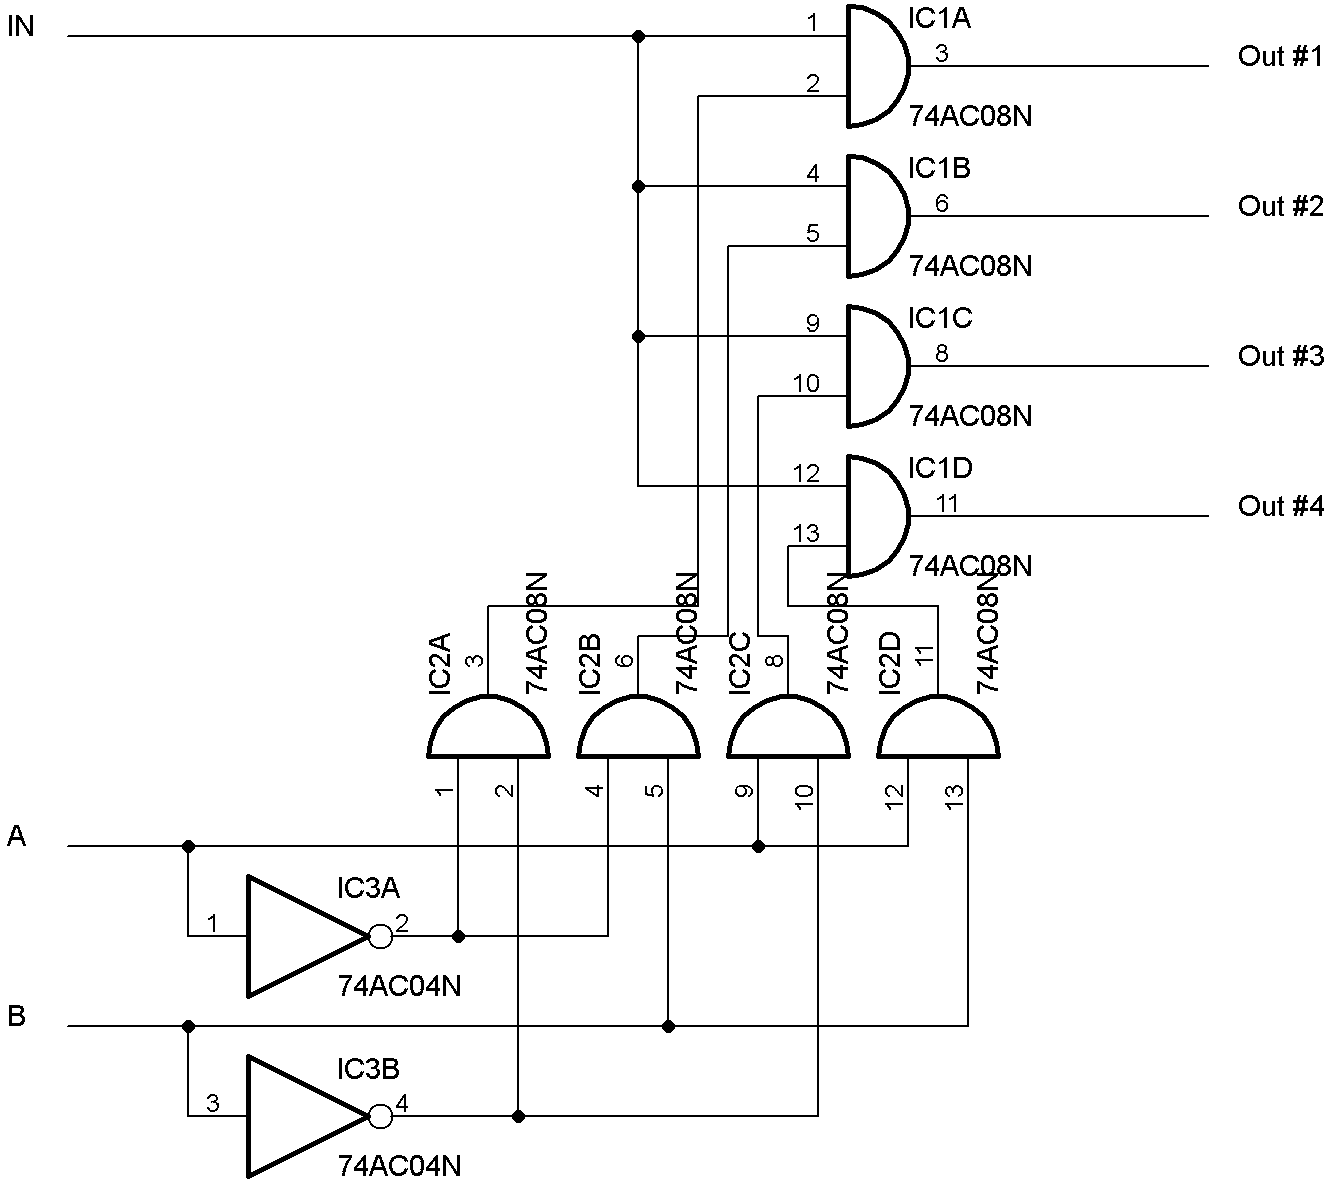 IN
1
IC1A
3
Out #1
2
74AC08N
4
IC1B
6
Out #2
5
74AC08N
9
IC1C
8
Out #3
10
74AC08N
12
IC1D
11
Out #4
13
74AC08N
IC2A
3
74AC08N
IC2B
6
74AC08N
IC2C
8
74AC08N
IC2D
11
74AC08N
1
2
4
5
9
10
12
13
A
IC3A
1
2
74AC04N
B
IC3B
3
4
74AC04N